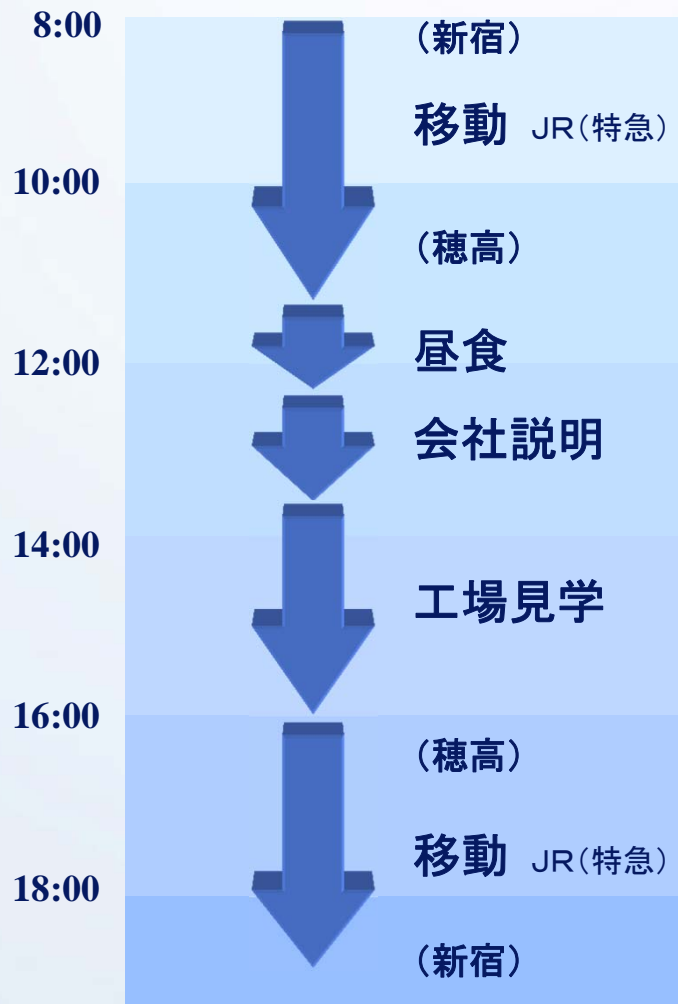 8:00
(新宿)
移動 JR(特急)
10:00
(穂高)
昼食
12:00
会社説明
14:00
工場見学
16:00
(穂高)
移動 JR(特急)
18:00
(新宿)